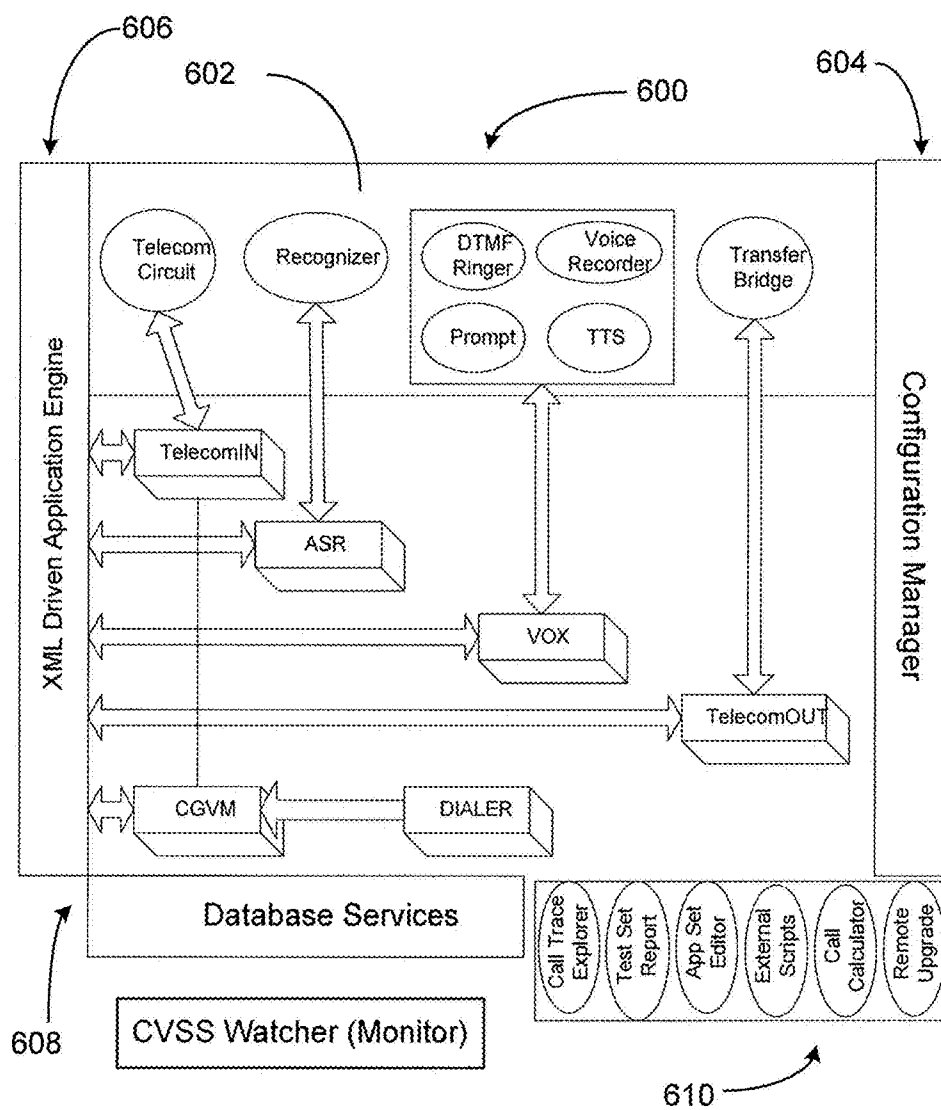 606
602
600
604
Telecom
Circuit
Recognizer
DTMF
Ringer
Voice
Recorder
Prompt
TTS
Transfer
Bridge
XML Driven Application Engine
Configuration Manager
TelecomIN
ASR
VOX
TelecomOUT
CGVM
DIALER
Database Services
Call Trace
Explorer
Test Set
Report
App Set
Editor
External
Scripts
Call
Calculator
Remote
Upgrade
CVSS Watcher (Monitor)
608
610